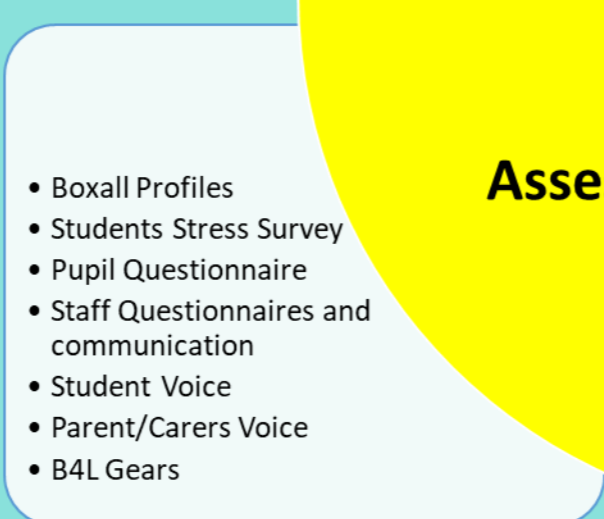 Asse
• Boxall Profiles
• Students Stress Survey
• Pupil Questionnaire
• Staff Questionnaires and
communication
• Student Voice
• Parent/Carers Voice
• B4L Gears